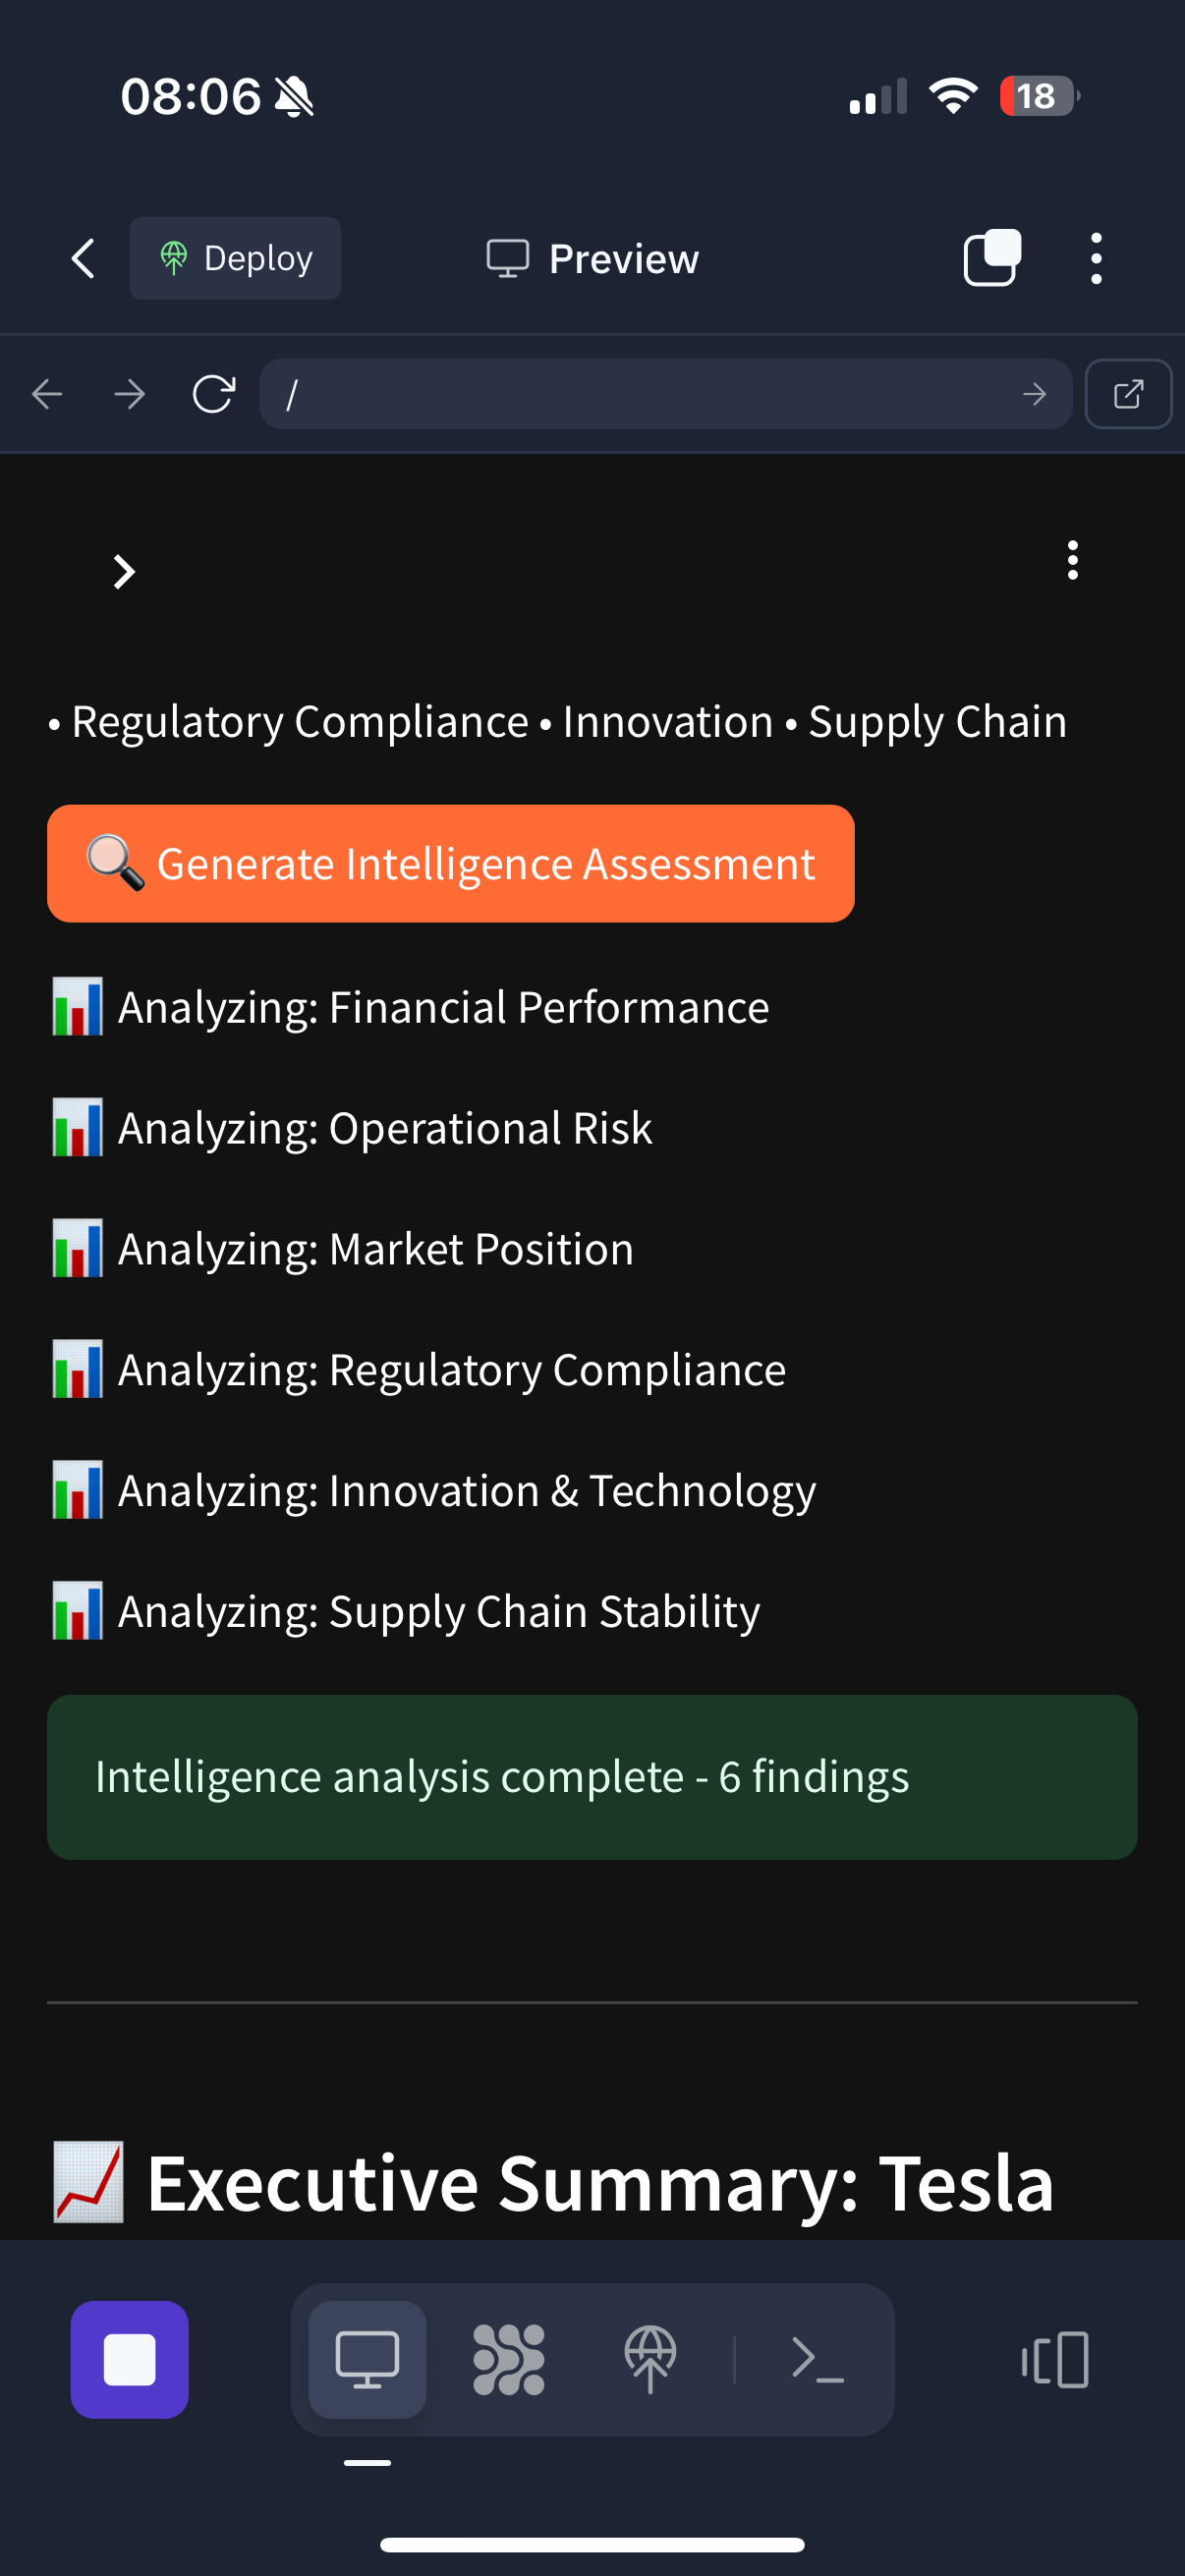 08:06
18
Deploy
Preview
/
• Regulatory Compliance • Innovation • Supply Chain
🔍 Generate Intelligence Assessment
📊 Analyzing: Financial Performance
📊 Analyzing: Operational Risk
📊 Analyzing: Market Position
📊 Analyzing: Regulatory Compliance
📊 Analyzing: Innovation & Technology
📊 Analyzing: Supply Chain Stability
Intelligence analysis complete - 6 findings
📈 Executive Summary: Tesla